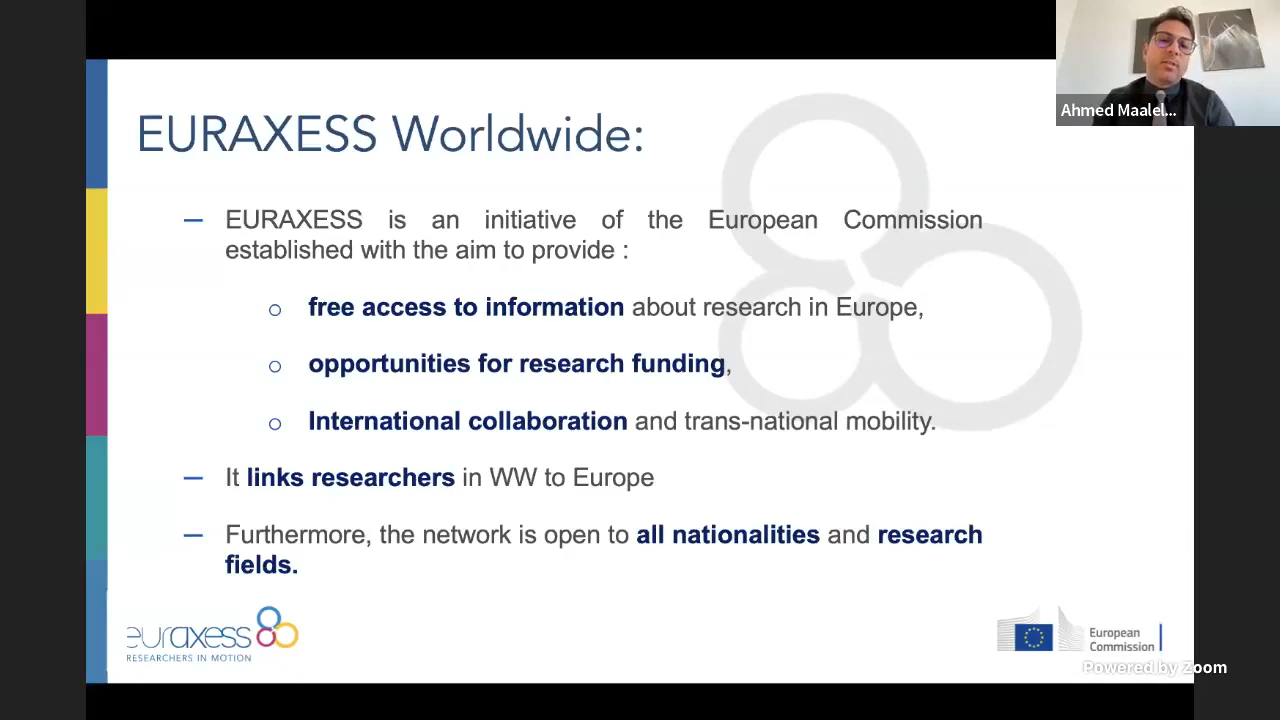 Ahmed Maalel...
EURAXESS Worldwide:
— EURAXESS is an initiative of the European Commission
established with the aim to provide :
o free access to information about research in Europe,
o opportunities for research funding,
o International collaboration and trans-national mobility.
— It links researchers in WW to Europe
— Furthermore, the network is open to all nationalities and research
fields.
euraxess
RESEARCHERS IN MOTION
European
Commission
Powered by Zoom